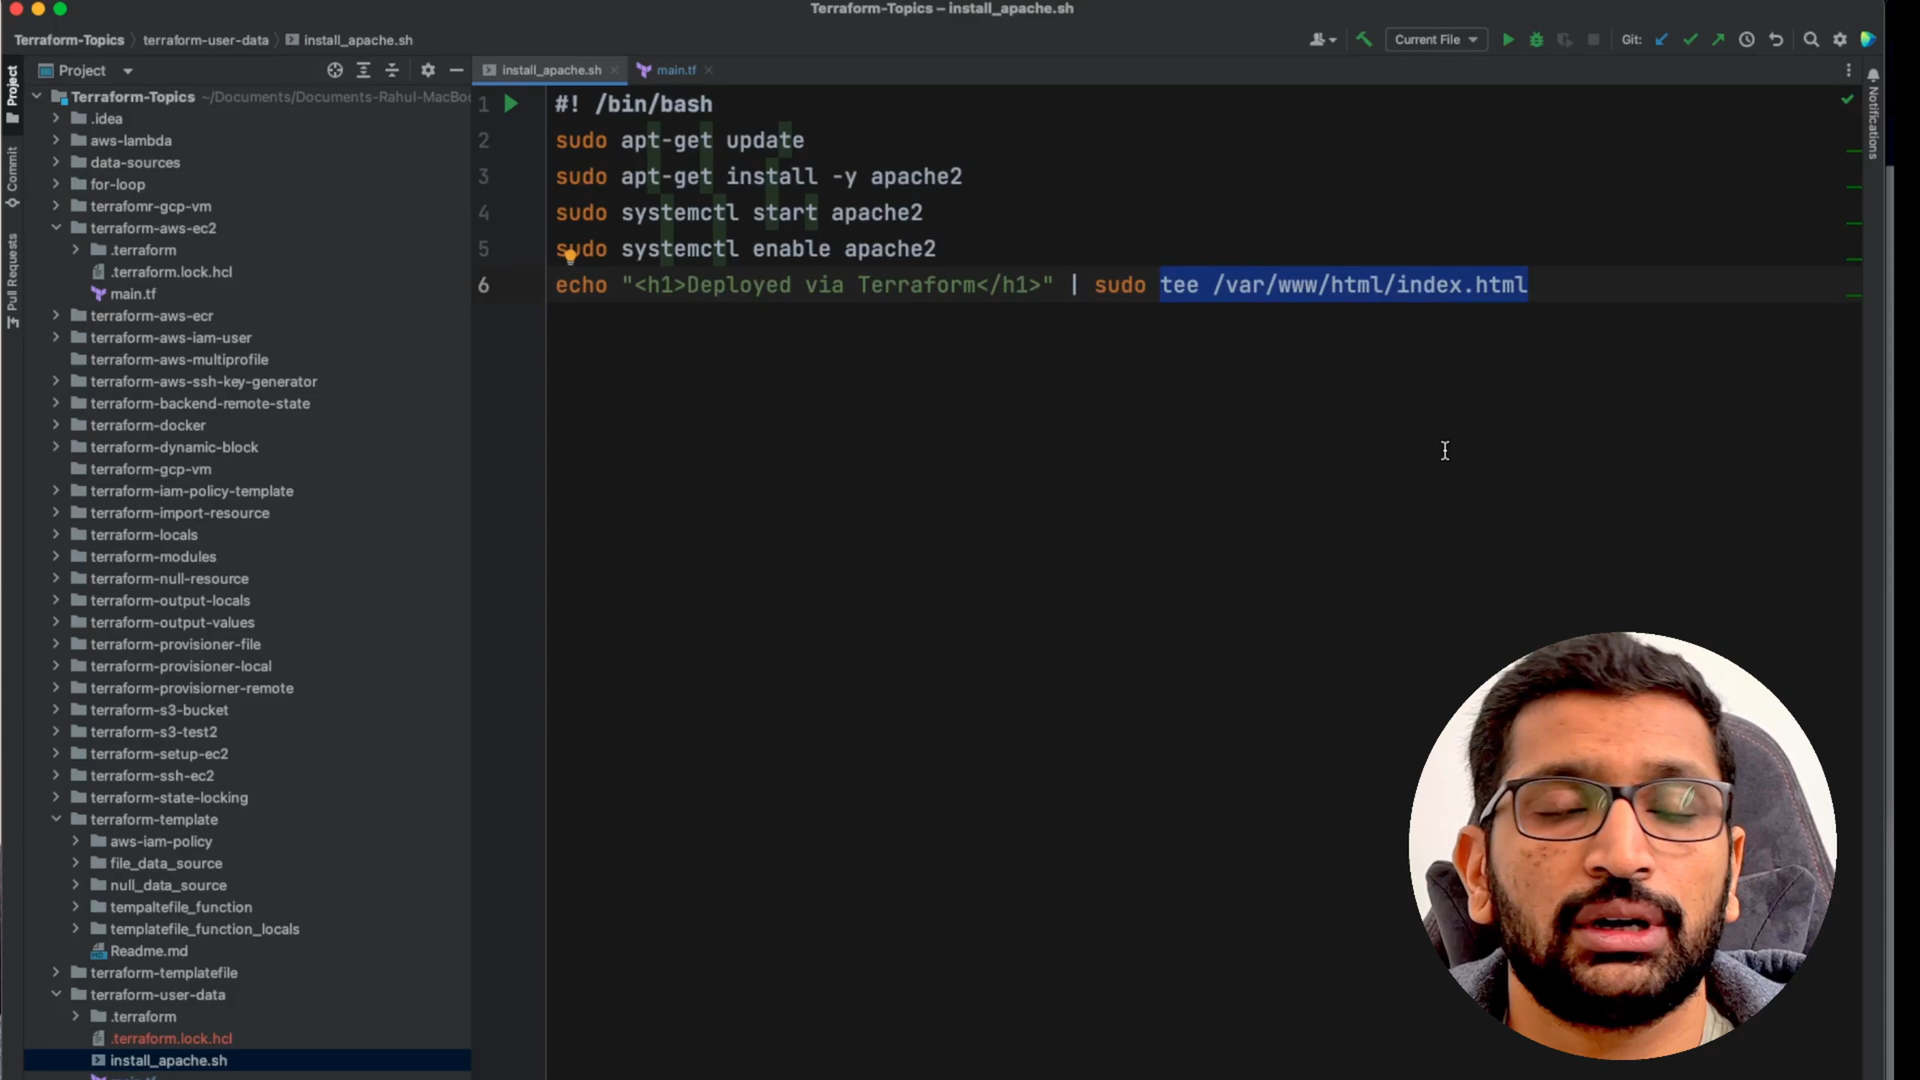 Terraform-Topics – install_apache.sh
Terraform-Topics terraform-user-data install_apache.sh
Current File Git:
Project
install_apache.sh main.tf
Project
Commit
Pull Requests
Notifications
Terraform-Topics ~/Documents/Documents-Rahul-MacBoo
.idea
aws-lambda
data-sources
for-loop
terrafomr-gcp-vm
terraform-aws-ec2
.terraform
.terraform.lock.hcl
main.tf
terraform-aws-ecr
terraform-aws-iam-user
terraform-aws-multiprofile
terraform-aws-ssh-key-generator
terraform-backend-remote-state
terraform-docker
terraform-dynamic-block
terraform-gcp-vm
terraform-iam-policy-template
terraform-import-resource
terraform-locals
terraform-modules
terraform-null-resource
terraform-output-locals
terraform-output-values
terraform-provisioner-file
terraform-provisioner-local
terraform-provisiorner-remote
terraform-s3-bucket
terraform-s3-test2
terraform-setup-ec2
terraform-ssh-ec2
terraform-state-locking
terraform-template
aws-iam-policy
file_data_source
null_data_source
tempaltefile_function
templatefile_function_locals
Readme.md
terraform-templatefile
terraform-user-data
.terraform
.terraform.lock.hcl
install_apache.sh
1 #! /bin/bash
2 sudo apt-get update
3 sudo apt-get install -y apache2
4 sudo systemctl start apache2
5 sudo systemctl enable apache2
6 echo "<h1>Deployed via Terraform</h1>" | sudo tee /var/www/html/index.html